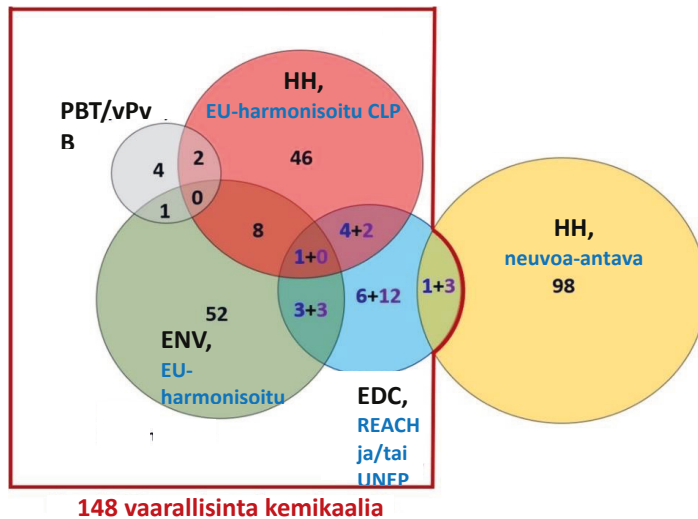 HH,
EU-harmonisoitu CLP
PBT/vPv
B
4
2
46
1
0
8
4+2
1+0
HH,
neuvoa-antava
98
52
3+3
6+12
1+3
ENV,
EU-
harmonisoitu
EDC,
REACH
ja/tai
UNEP
148 vaarallisinta kemikaalia